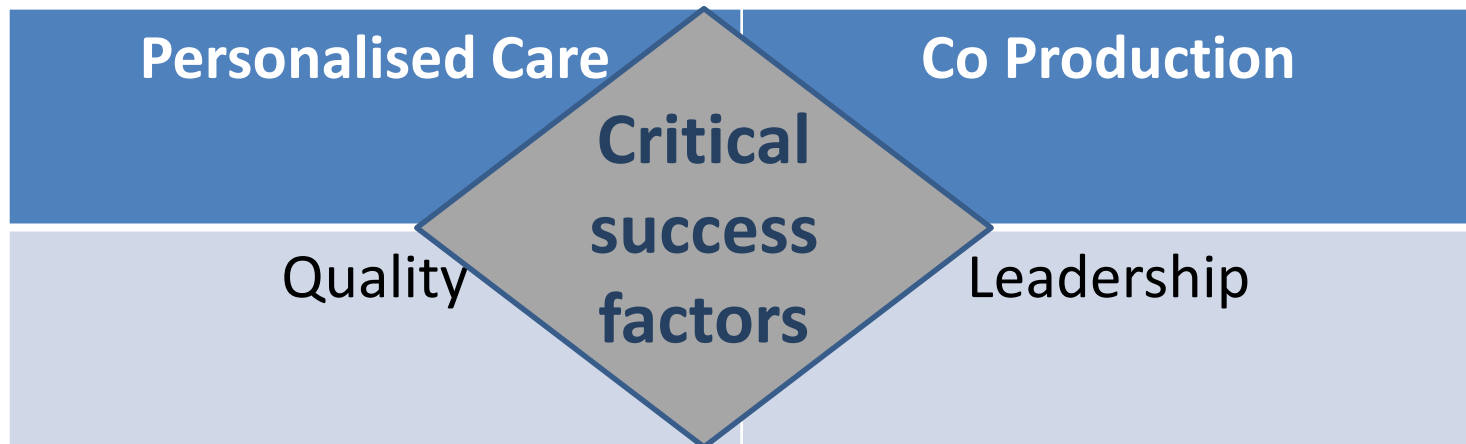 Personalised Care
Co Production
Critical
success
factors
Quality
Leadership